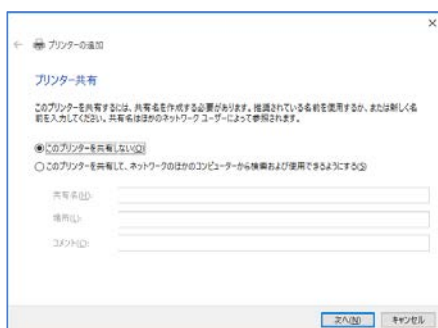 プリンターの追加
プリンター共有
このプリンターを共有するには、共有名を作成する必要があります。推奨されている名前を使用するか、または新しく名
前を入力してください。共有名はほかのネットワーク ユーザーによって参照されます。
このプリンターを共有しない(O)
このプリンターを共有して、ネットワークのほかのコンピューターから検索および使用できるようにする(S)
共有名(H):
場所(L):
コメント(C):
次へ(N) キャンセル